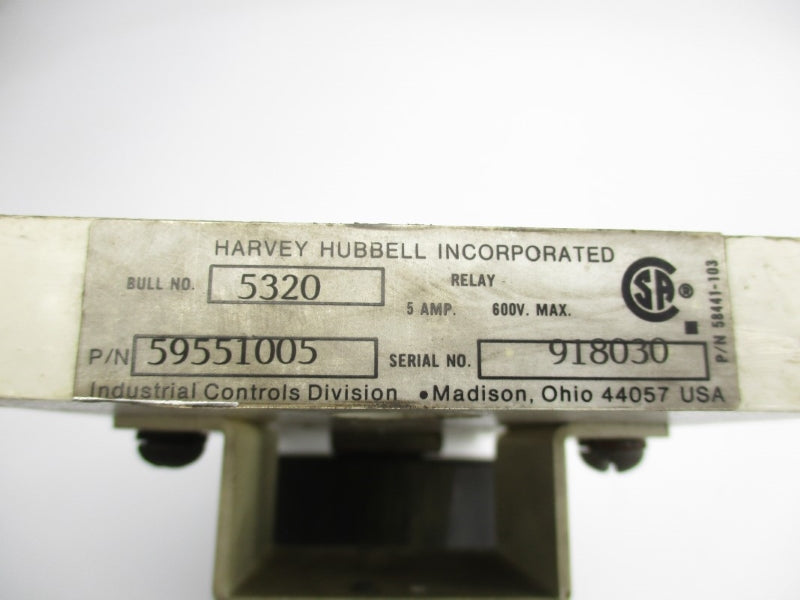 HARVEY HUBBELL INCORPORATED
BULL NO. 5320 RELAY
5 AMP. 600V. MAX.
CSA ®
P/N 59551005 SERIAL NO. 918030
Industrial Controls Division • Madison, Ohio 44057 USA
P/N 58441-103